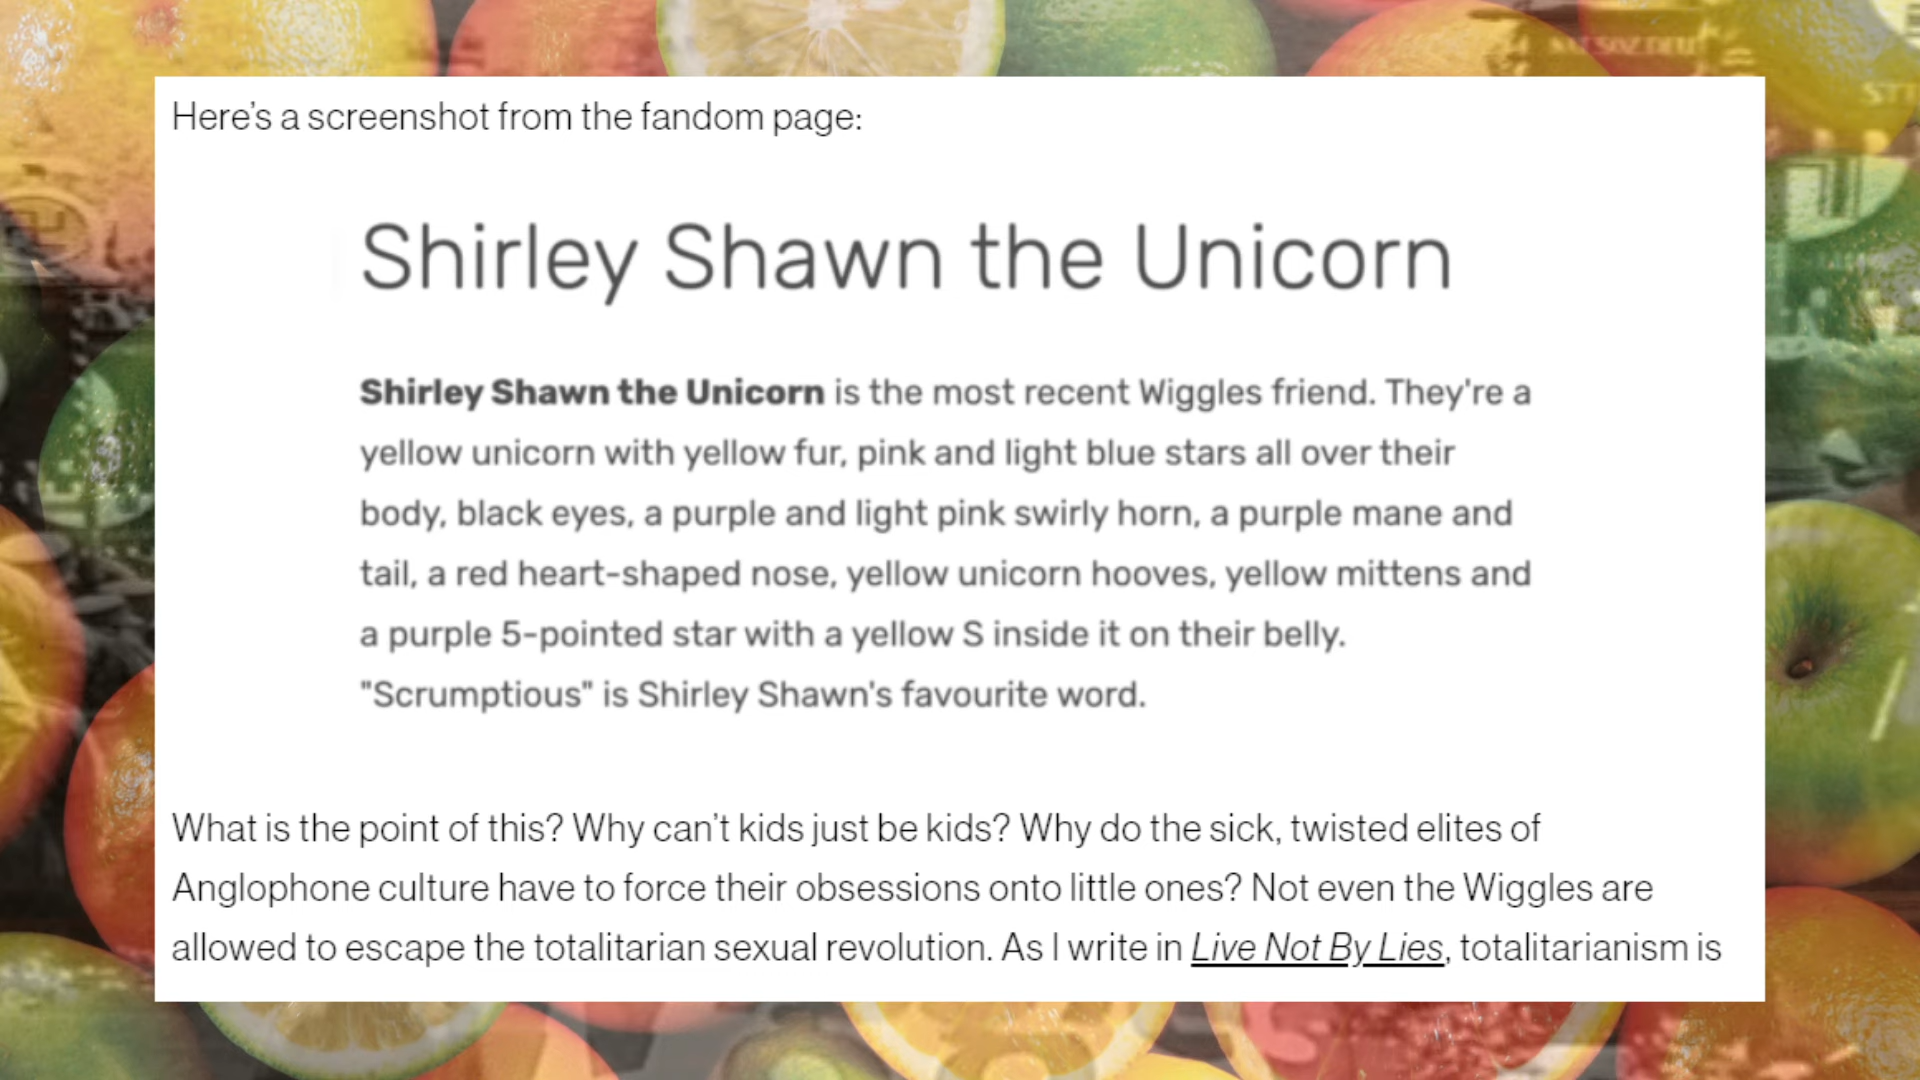 Here’s a screenshot from the fandom page:
Shirley Shawn the Unicorn
Shirley Shawn the Unicorn is the most recent Wiggles friend. They're a
yellow unicorn with yellow fur, pink and light blue stars all over their
body, black eyes, a purple and light pink swirly horn, a purple mane and
tail, a red heart-shaped nose, yellow unicorn hooves, yellow mittens and
a purple 5-pointed star with a yellow S inside it on their belly.
"Scrumptious" is Shirley Shawn's favourite word.
What is the point of this? Why can’t kids just be kids? Why do the sick, twisted elites of
Anglophone culture have to force their obsessions onto little ones? Not even the Wiggles are
allowed to escape the totalitarian sexual revolution. As I write in Live Not By Lies, totalitarianism is